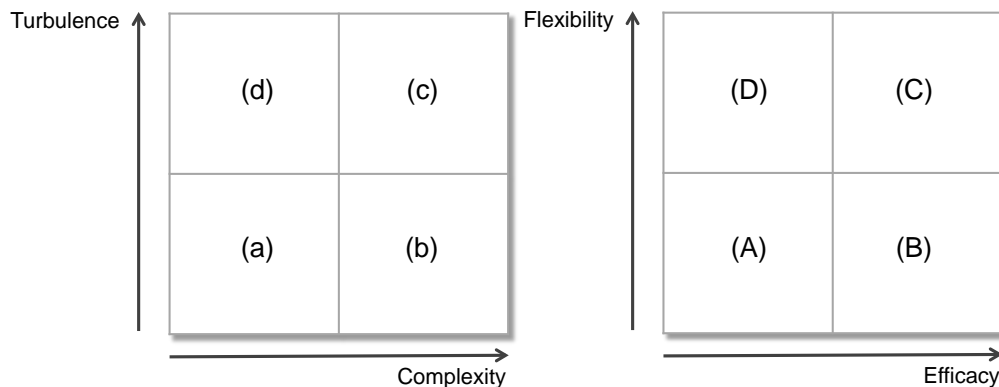 Turbulence
(d)
(c)
(a)
(b)
Complexity
Flexibility
(D)
(C)
(A)
(B)
Efficacy